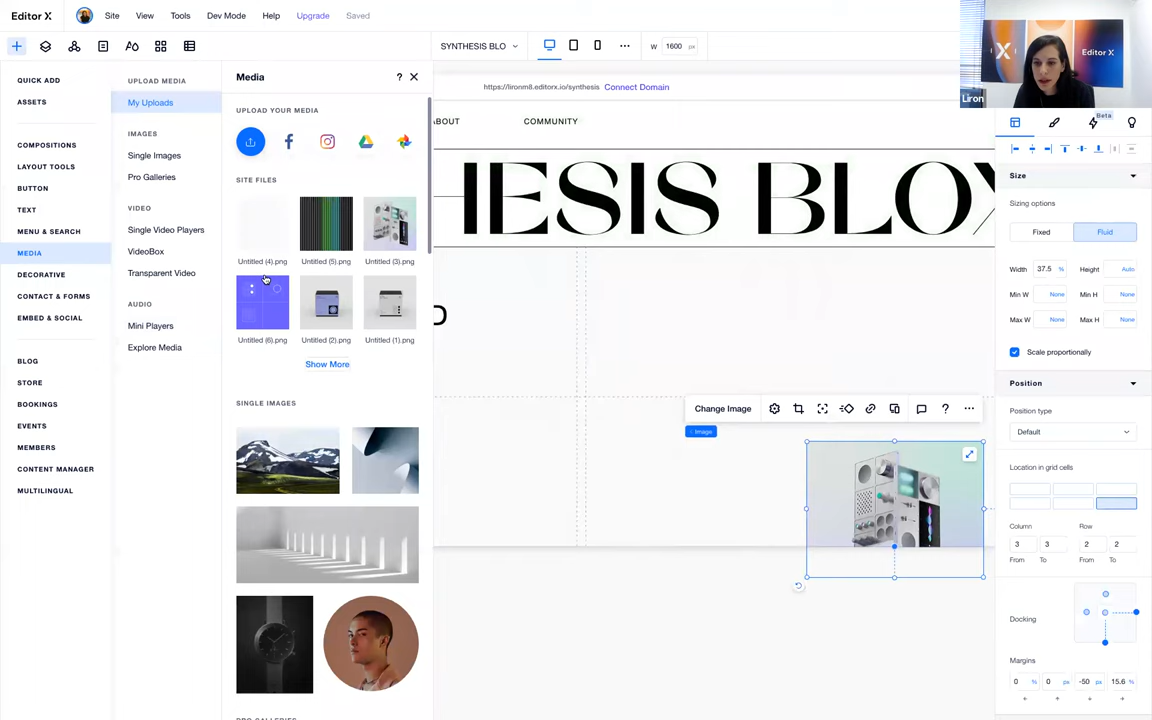 Editor X
Site
View
Tools
Dev Mode
Help
Upgrade
Saved
SYNTHESIS BLO
W
1600
px
Editor X
Liron
QUICK ADD
ASSETS
COMPOSITIONS
LAYOUT TOOLS
BUTTON
TEXT
MENU & SEARCH
MEDIA
DECORATIVE
CONTACT & FORMS
EMBED & SOCIAL
BLOG
STORE
BOOKINGS
EVENTS
MEMBERS
CONTENT MANAGER
MULTILINGUAL
UPLOAD MEDIA
My Uploads
IMAGES
Single Images
Pro Galleries
VIDEO
Single Video Players
VideoBox
Transparent Video
AUDIO
Mini Players
Explore Media
Media
?
UPLOAD YOUR MEDIA
SITE FILES
Untitled (4).png
Untitled (5).png
Untitled (3).png
Untitled (6).png
Untitled (2).png
Untitled (1).png
Show More
SINGLE IMAGES
https://lironm8.editorx.io/synthesis
Connect Domain
ABOUT
COMMUNITY
HESIS BLOX
Change Image
?
Image
Beta
Size
Sizing options
Fixed
Fluid
Width
37.5
%
Height
Auto
Min W
None
Min H
None
Max W
None
Max H
None
Scale proportionally
Position
Position type
Default
Location in grid cells
Column
Row
3
3
2
2
From
To
From
To
Docking
Margins
0
%
0
px
-50
px
15.6
%